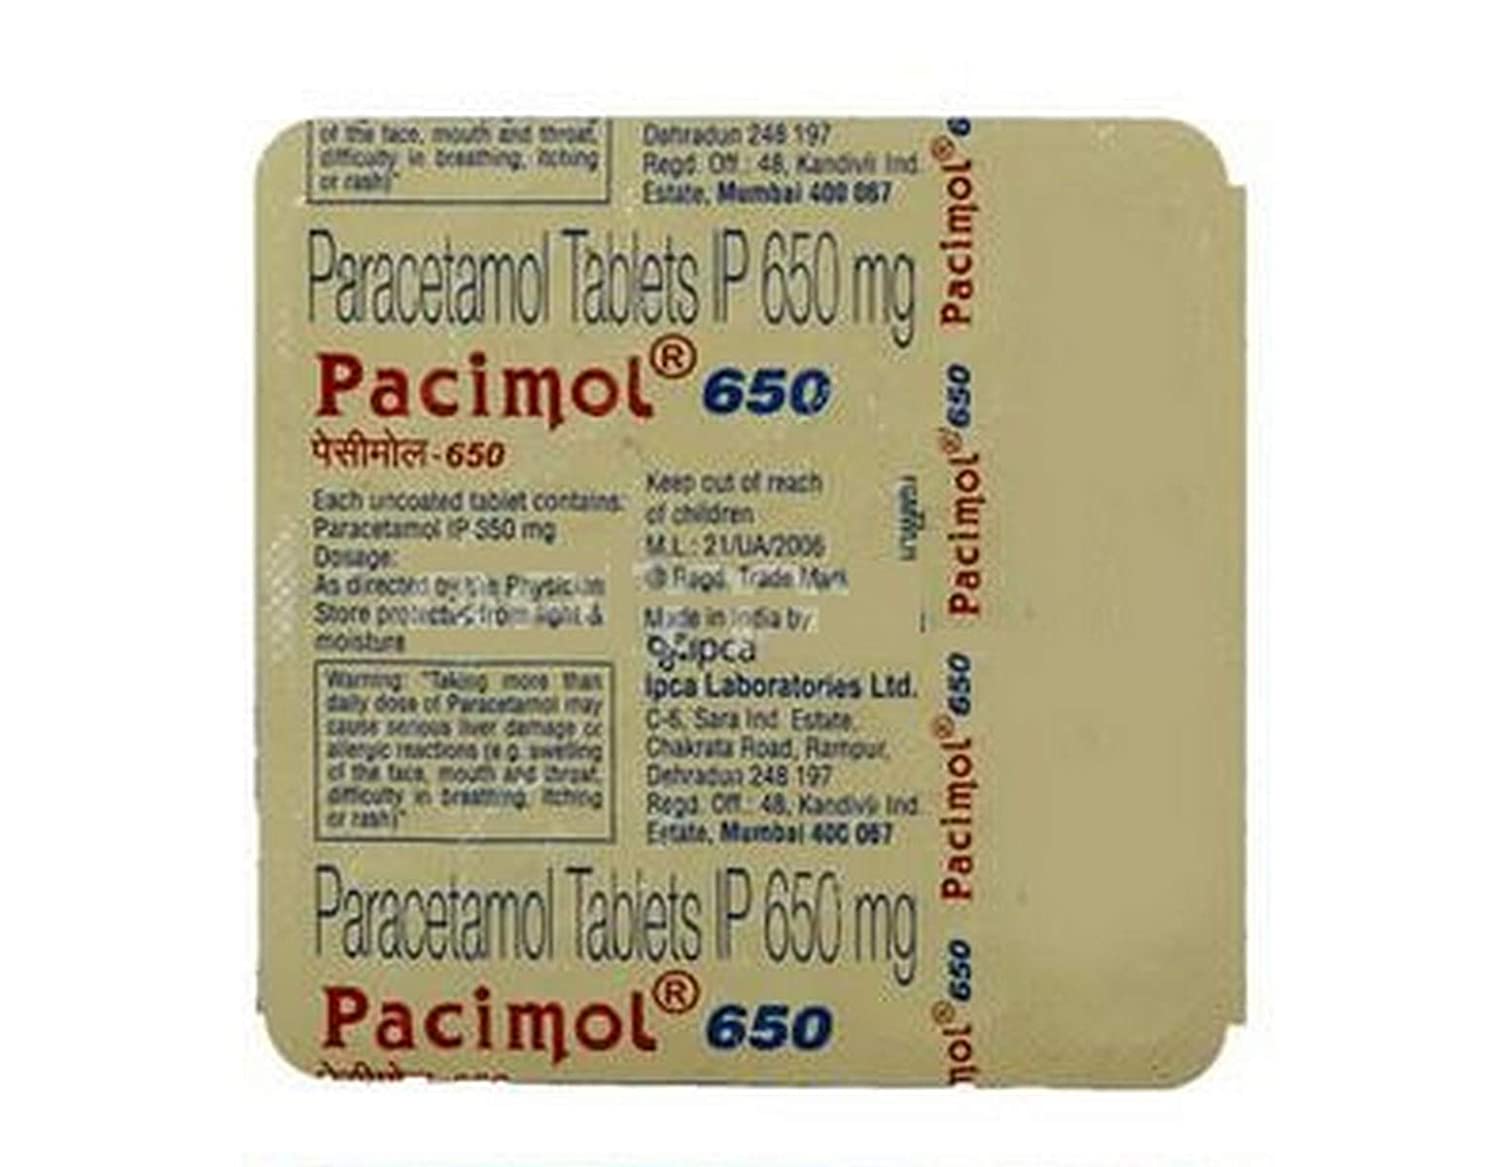 of the face, mouth and throat,
difficulty in breathing, itching
or rash)"
Dehradun 248 197
Regd. Off.: 48, Kandivli Ind.
Estate, Mumbai 400 067
Paracetamol Tablets IP 650 mg
Pacimol® 650
पेसीमोल-650
Each uncoated tablet contains:
Paracetamol IP 650 mg
Dosage:
As directed by the Physician
Store protected from light &
moisture
Warning: "Taking more than
daily dose of Paracetamol may
cause serious liver damage or
allergic reactions (e.g. swelling
of the face, mouth and throat,
difficulty in breathing, itching
or rash)"
Keep out of reach
of children
M.L.: 21/UA/2006
® Regd. Trade Mark
Made in India by
ipca
Ipca Laboratories Ltd.
C-6, Sara Ind. Estate,
Chakrata Road, Rampur,
Dehradun 248 197
Regd. Off.: 48, Kandivli Ind.
Estate, Mumbai 400 067
Paracetamol Tablets IP 650 mg
Pacimol® 650
Pacimol® 6
Pacimol® 650
Pacimol® 650
mol® 650